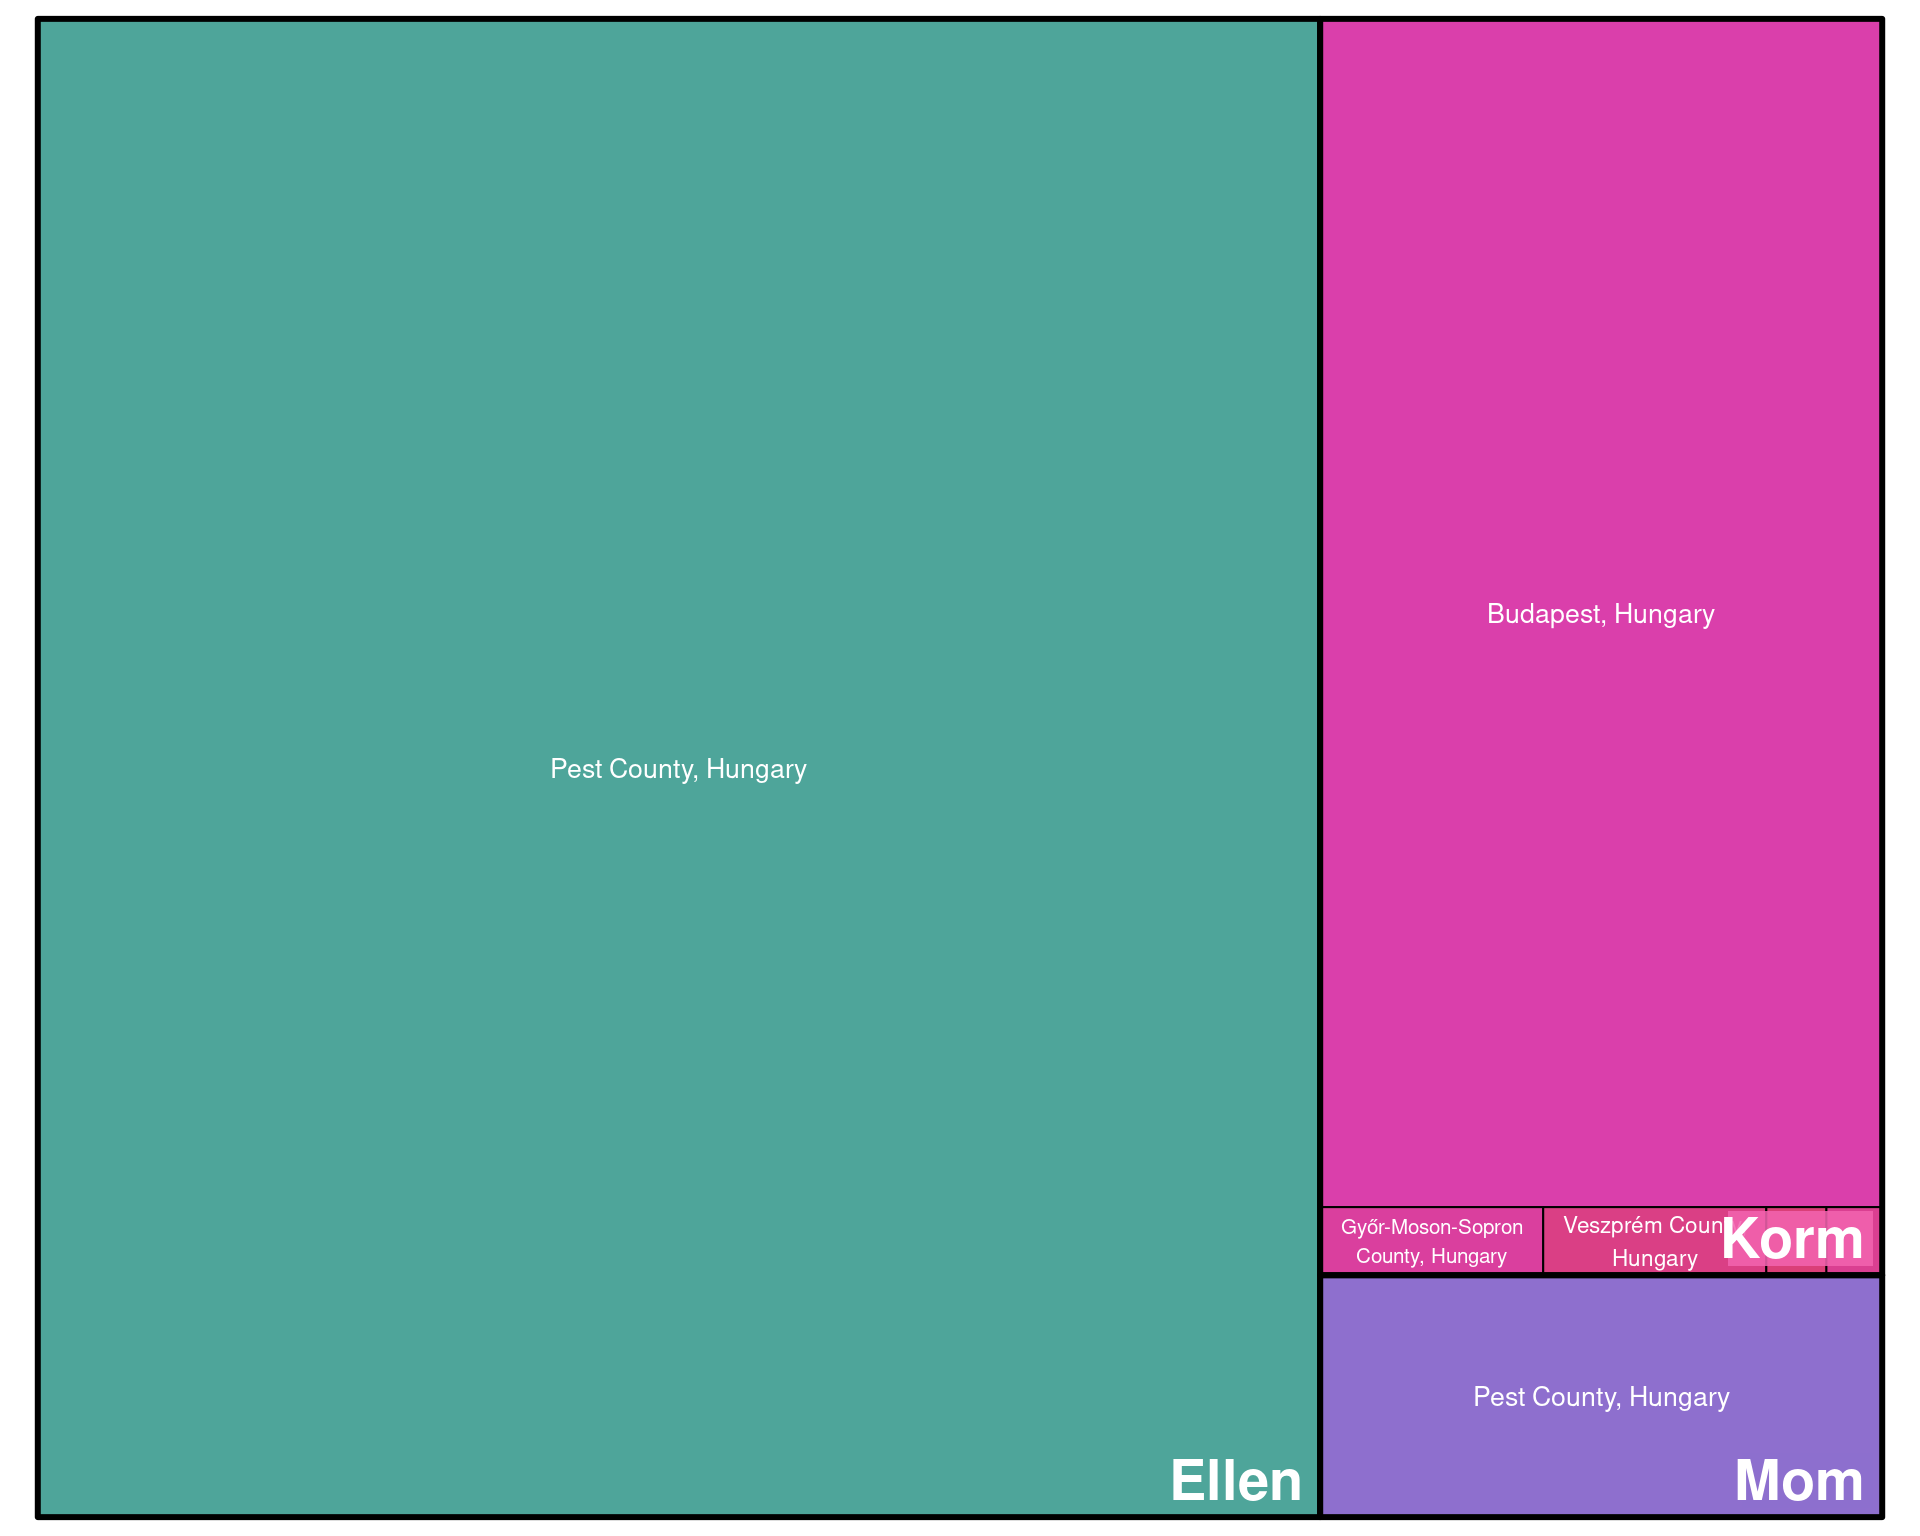 Pest County, Hungary
Ellen
Budapest, Hungary
Győr-Moson-Sopron
County, Hungary
Veszprém Coun
Hungary
Korm
Pest County, Hungary
Mom